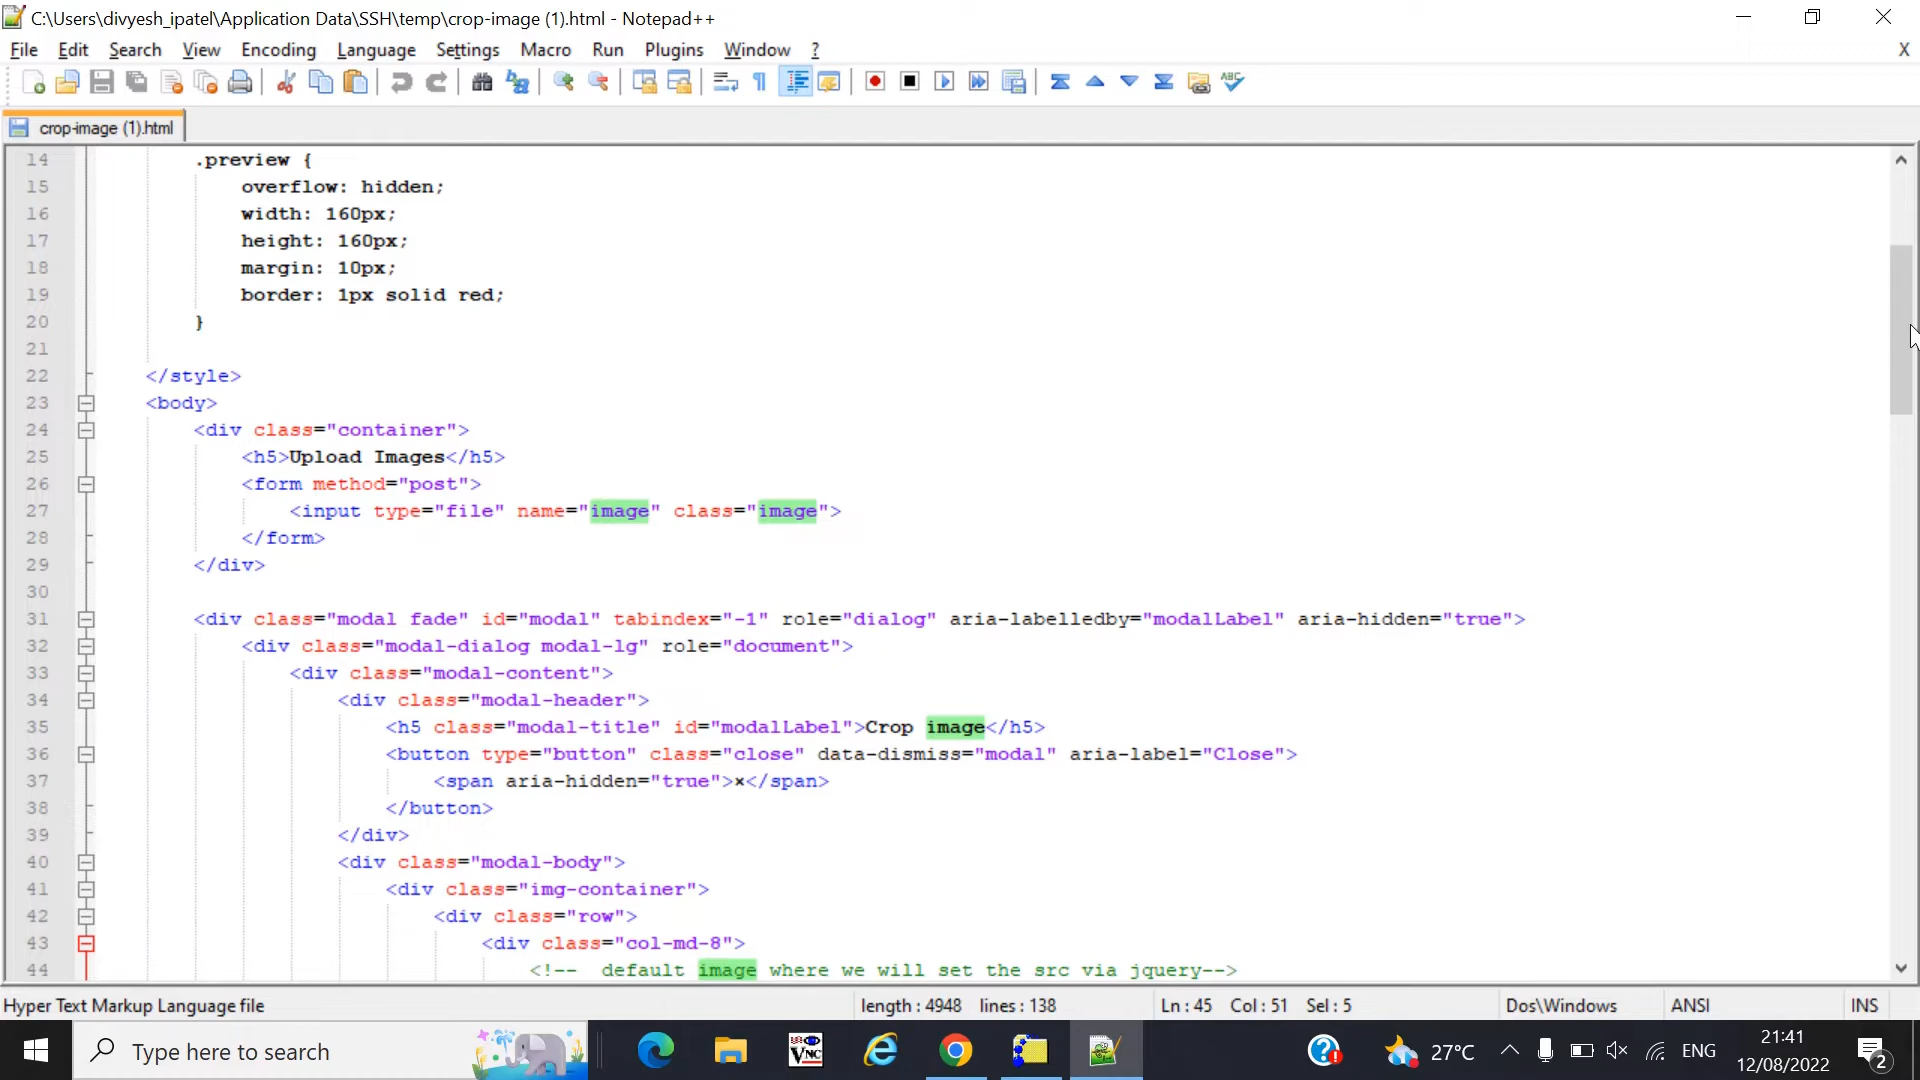 C:\Users\divyesh_ipatel\Application Data\SSH\temp\crop-image (1).html - Notepad++
File Edit Search View Encoding Language Settings Macro Run Plugins Window ? X
crop-image (1).html
14 .preview {
15 overflow: hidden;
16 width: 160px;
17 height: 160px;
18 margin: 10px;
19 border: 1px solid red;
20 }
21
22 </style>
23 <body>
24 <div class="container">
25 <h5>Upload Images</h5>
26 <form method="post">
27 <input type="file" name="image" class="image">
28 </form>
29 </div>
30
31 <div class="modal fade" id="modal" tabindex="-1" role="dialog" aria-labelledby="modalLabel" aria-hidden="true">
32 <div class="modal-dialog modal-lg" role="document">
33 <div class="modal-content">
34 <div class="modal-header">
35 <h5 class="modal-title" id="modalLabel">Crop image</h5>
36 <button type="button" class="close" data-dismiss="modal" aria-label="Close">
37 <span aria-hidden="true">×</span>
38 </button>
39 </div>
40 <div class="modal-body">
41 <div class="img-container">
42 <div class="row">
43 <div class="col-md-8">
44 <!--  default image where we will set the src via jquery-->
Hyper Text Markup Language file length : 4948 lines : 138 Ln : 45 Col : 51 Sel : 5 Dos\Windows ANSI INS
Type here to search VNC 27°C ENG 21:41
12/08/2022 2